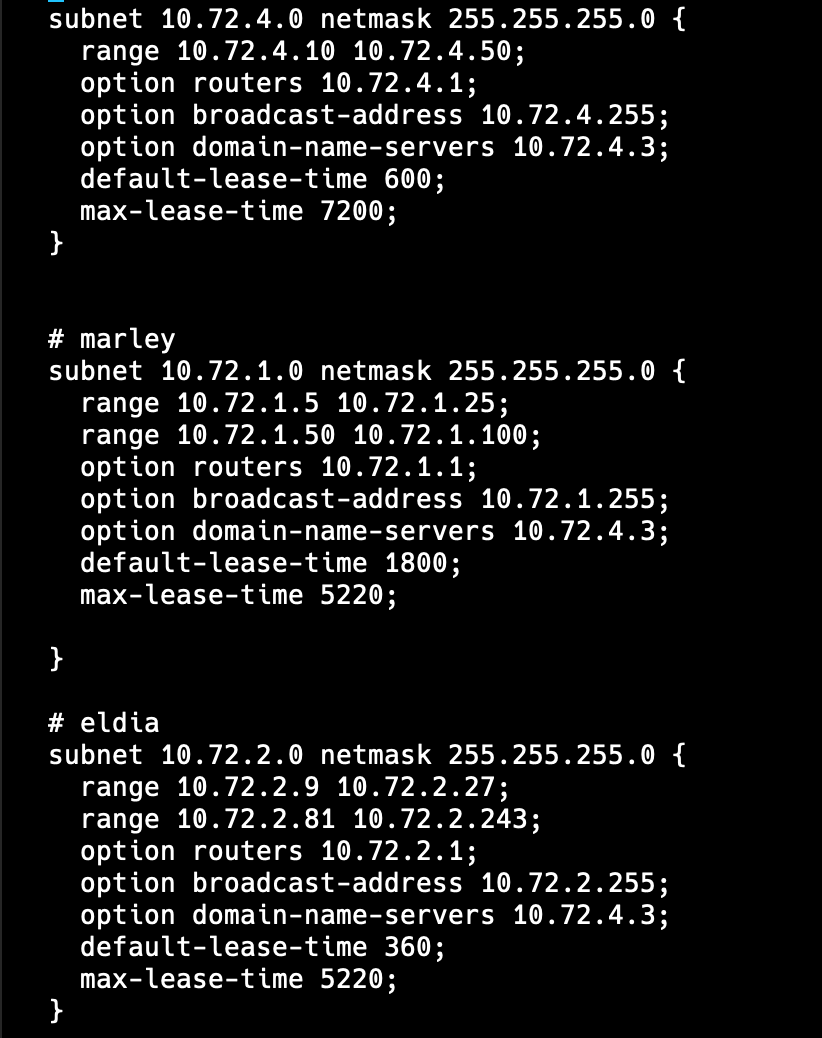 subnet 10.72.4.0 netmask 255.255.255.0 {
  range 10.72.4.10 10.72.4.50;
  option routers 10.72.4.1;
  option broadcast-address 10.72.4.255;
  option domain-name-servers 10.72.4.3;
  default-lease-time 600;
  max-lease-time 7200;
}
# marley
subnet 10.72.1.0 netmask 255.255.255.0 {
  range 10.72.1.5 10.72.1.25;
  range 10.72.1.50 10.72.1.100;
  option routers 10.72.1.1;
  option broadcast-address 10.72.1.255;
  option domain-name-servers 10.72.4.3;
  default-lease-time 1800;
  max-lease-time 5220;
}
# eldia
subnet 10.72.2.0 netmask 255.255.255.0 {
  range 10.72.2.9 10.72.2.27;
  range 10.72.2.81 10.72.2.243;
  option routers 10.72.2.1;
  option broadcast-address 10.72.2.255;
  option domain-name-servers 10.72.4.3;
  default-lease-time 360;
  max-lease-time 5220;
}